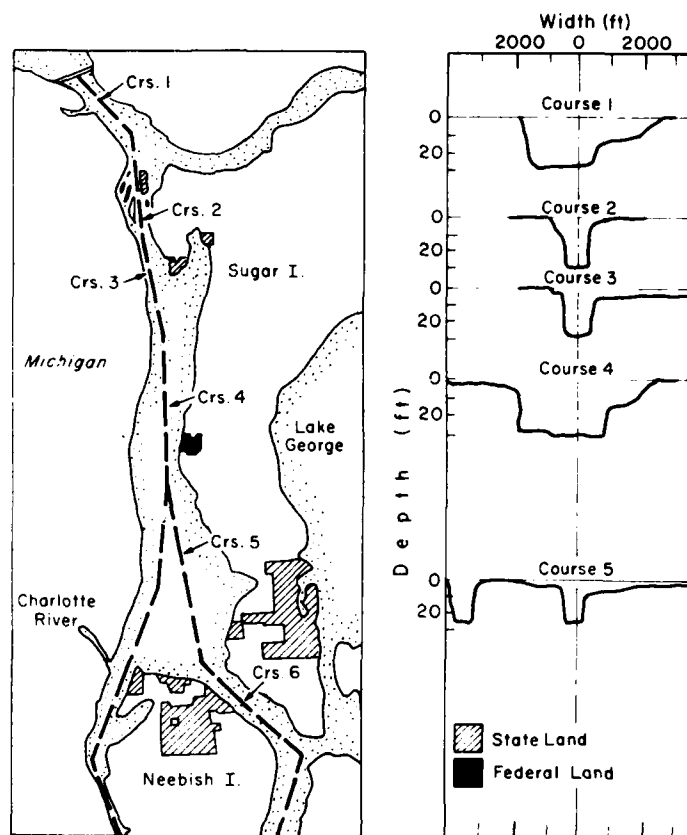 Crs. 1
Crs. 2
Crs. 3
Sugar I.
Michigan
Crs. 4
Lake
George
Crs. 5
Charlotte
River
Crs. 6
Neebish I.
Width (ft)
2000 0 2000
Course 1
0
20
Course 2
0
20
Course 3
0
20
Course 4
0
20
Depth (ft)
Course 5
0
20
State Land
Federal Land